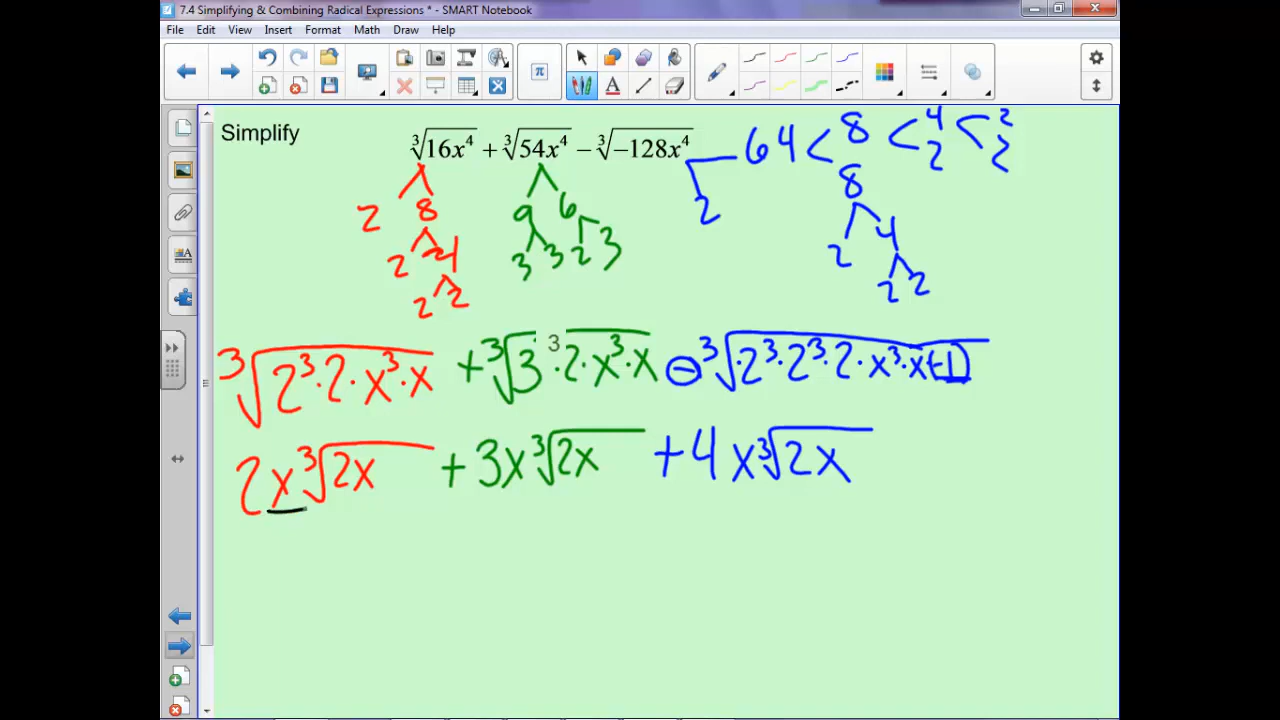 7.4 Simplifying & Combining Radical Expressions * - SMART Notebook
File Edit View Insert Format Math Draw Help
π A
Simplify
∛16x⁴ + ∛54x⁴ − ∛−128x⁴
64 < 8 < 4 2 < 2 2
2 8
2 8 9 6
2 4 3 3 2 3 2 4
2 2 2 2
∛2³·2·x³·x + ∛3³·2·x³·x − ∛·2³·2³·2·x³·x·-1
2x∛2x + 3x∛2x + 4x∛2x